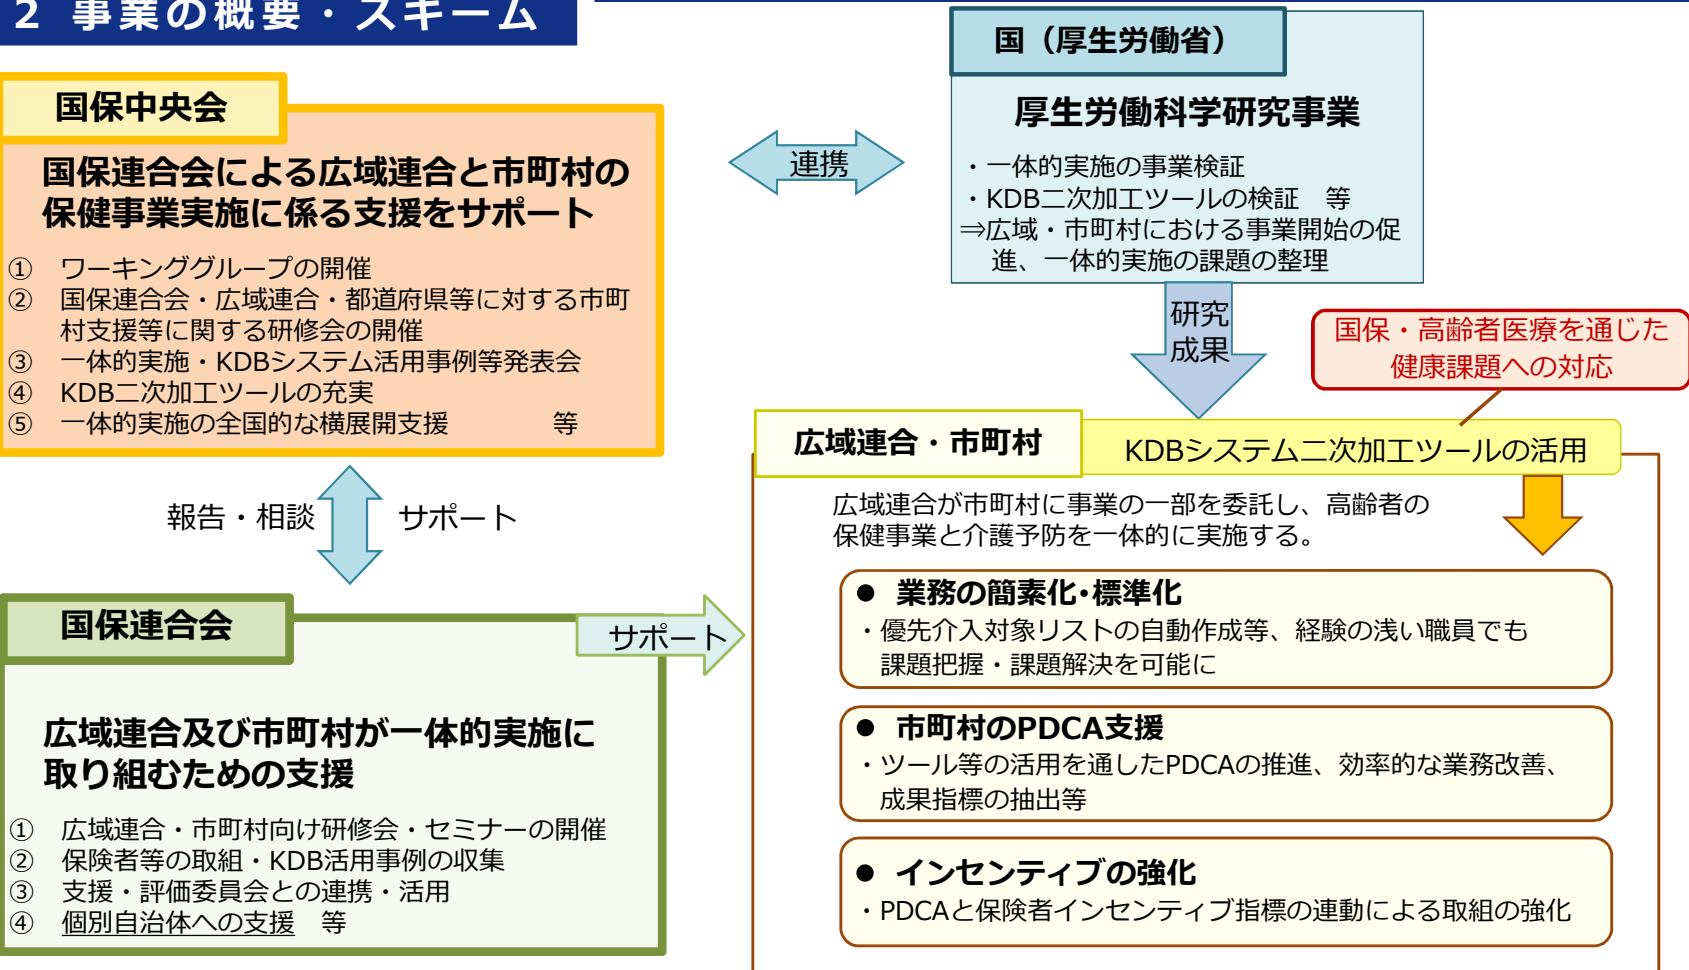 2 事業の概要・スキーム
国保中央会
国保連合会による広域連合と市町村の
保健事業実施に係る支援をサポート
① ワーキンググループの開催
② 国保連合会・広域連合・都道府県等に対する市町
村支援等に関する研修会の開催
③ 一体的実施・KDBシステム活用事例等発表会
④ KDB二次加工ツールの充実
⑤ 一体的実施の全国的な横展開支援 等
連携
国（厚生労働省）
厚生労働科学研究事業
・一体的実施の事業検証
・KDB二次加工ツールの検証 等
⇒広域・市町村における事業開始の促
進、一体的実施の課題の整理
研究
成果
国保・高齢者医療を通じた
健康課題への対応
報告・相談
サポート
国保連合会
広域連合及び市町村が一体的実施に
取り組むための支援
① 広域連合・市町村向け研修会・セミナーの開催
② 保険者等の取組・KDB活用事例の収集
③ 支援・評価委員会との連携・活用
④ 個別自治体への支援 等
サポート
広域連合・市町村
KDBシステム二次加工ツールの活用
広域連合が市町村に事業の一部を委託し、高齢者の
保健事業と介護予防を一体的に実施する。
● 業務の簡素化･標準化
・優先介入対象リストの自動作成等、経験の浅い職員でも
課題把握・課題解決を可能に
● 市町村のPDCA支援
・ツール等の活用を通したPDCAの推進、効率的な業務改善、
成果指標の抽出等
● インセンティブの強化
・PDCAと保険者インセンティブ指標の連動による取組の強化